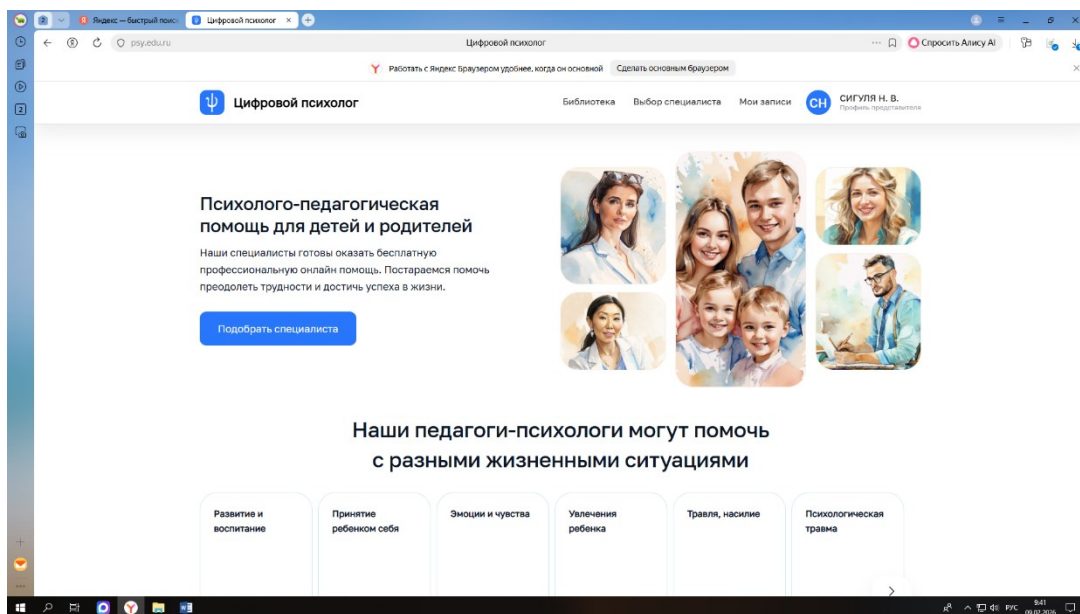 Яндекс — быстрый поиск
Цифровой психолог
psy.edu.ru
Цифровой психолог
Спросить Алису AI
Работать с Яндекс Браузером удобнее, когда он основной
Сделать основным браузером
Цифровой психолог
Библиотека
Выбор специалиста
Мои записи
СН
СИГУЛЯ Н. В.
Профиль представителя
Психолого-педагогическая
помощь для детей и родителей
Наши специалисты готовы оказать бесплатную
профессиональную онлайн помощь. Постараемся помочь
преодолеть трудности и достичь успеха в жизни.
Подобрать специалиста
Наши педагоги-психологи могут помочь
с разными жизненными ситуациями
Развитие и
воспитание
Принятие
ребенком себя
Эмоции и чувства
Увлечения
ребенка
Травля, насилие
Психологическая
травма
РУС
9:41
09.02.2026